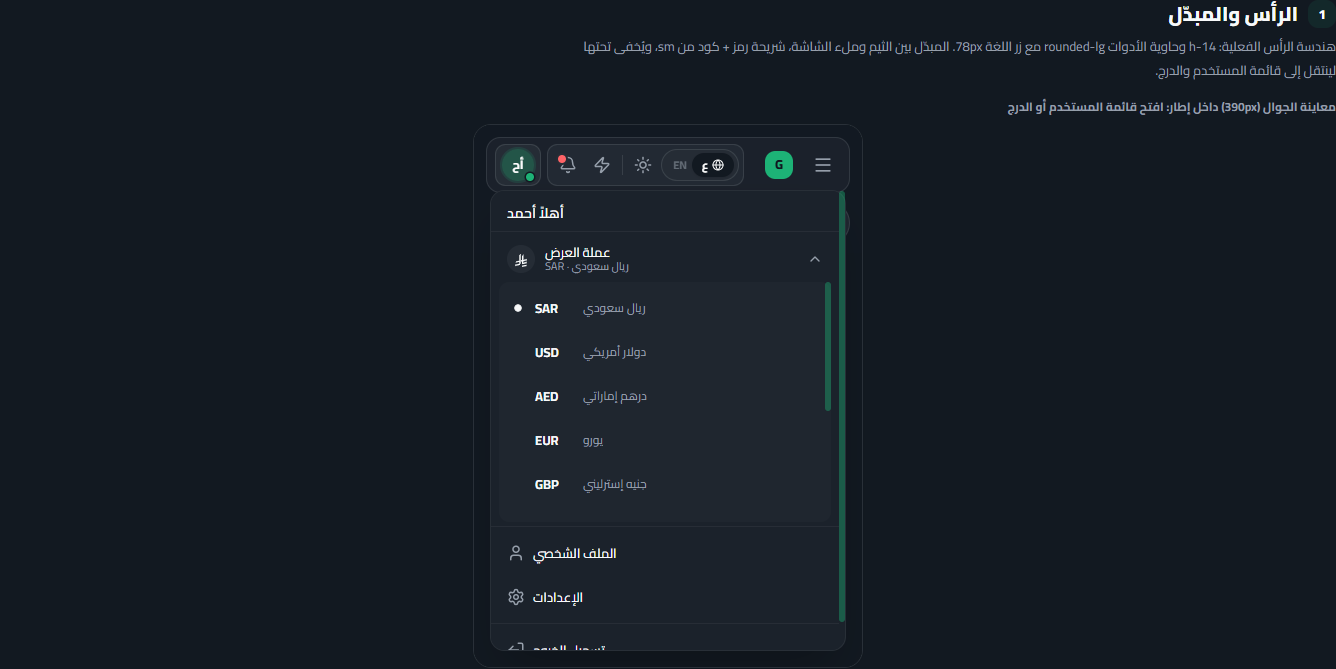 1 الرأس والمبدّل
هندسة الرأس الفعلية: h-14 وحاوية الأدوات rounded-lg مع زر اللغة 78px. المبدّل بين الثيم وملء الشاشة، شريحة رمز + كود من sm، ويُخفى تحتها
لينتقل إلى قائمة المستخدم والدرج.
معاينة الجوال (390px) داخل إطار: افتح قائمة المستخدم أو الدرج
G ع EN أح
أهلاً أحمد
عملة العرض
ريال سعودي · SAR
SAR ريال سعودي
USD دولار أمريكي
AED درهم إماراتي
EUR يورو
GBP جنيه إسترليني
الملف الشخصي
الإعدادات
تسجيل الخروج